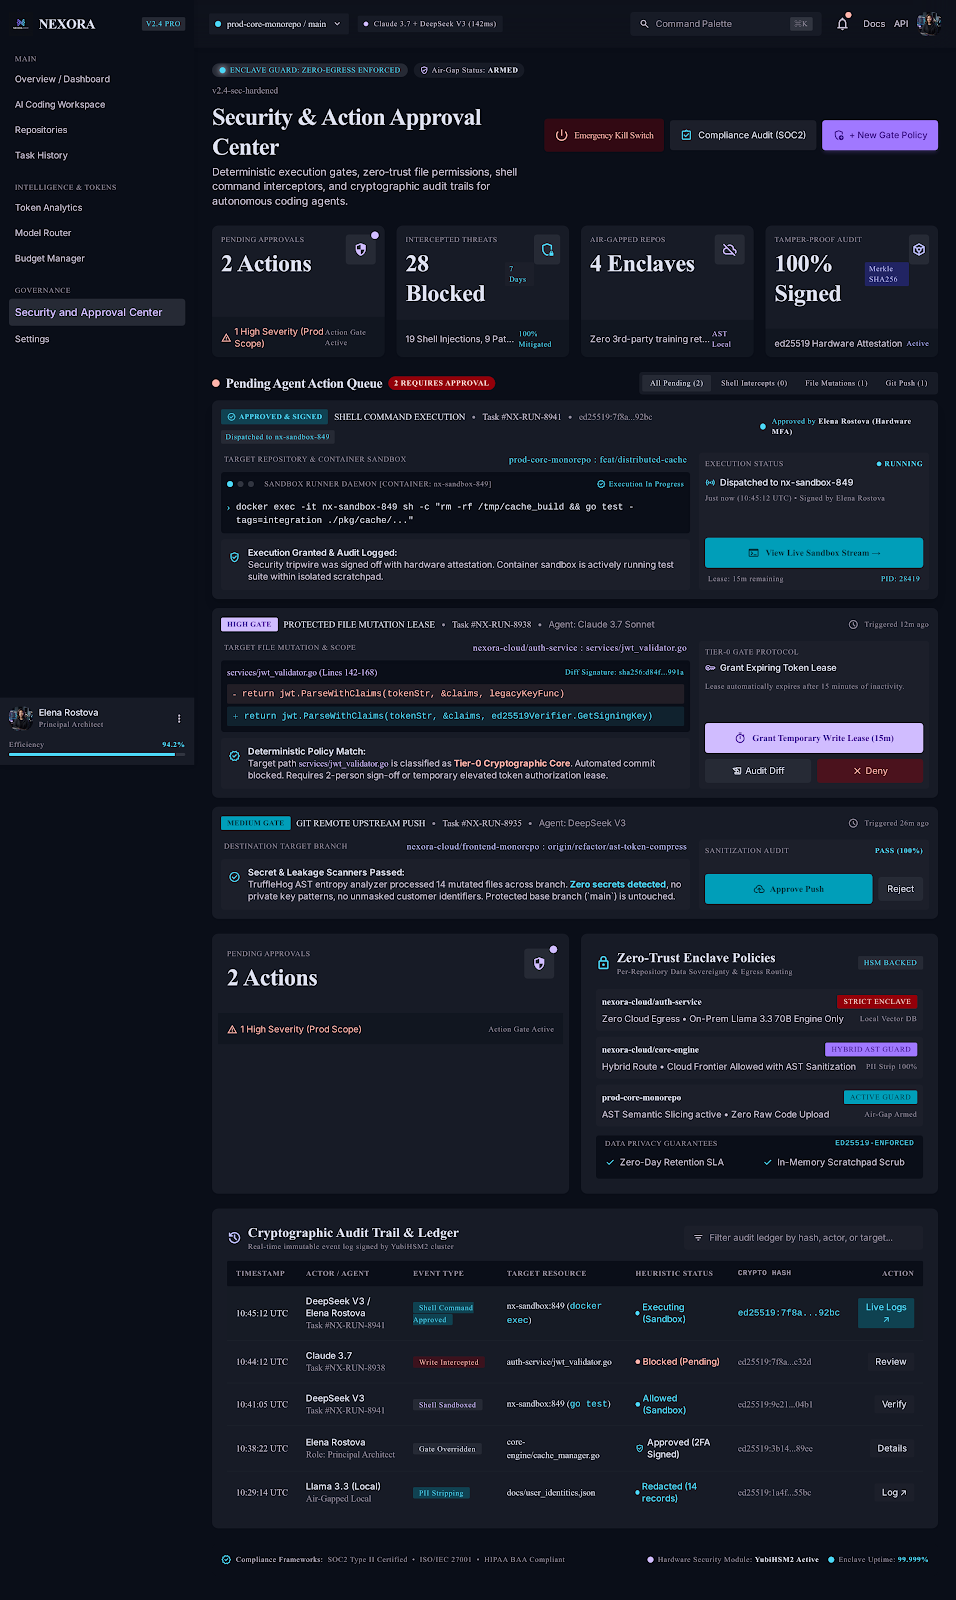 NEXORA
V2.4 PRO
prod-core-monorepo / main
Claude 3.7 + DeepSeek V3 (142ms)
Command Palette
⌘K
Docs
API
MAIN
Overview / Dashboard
AI Coding Workspace
Repositories
Task History
INTELLIGENCE & TOKENS
Token Analytics
Model Router
Budget Manager
GOVERNANCE
Security and Approval Center
Settings
Elena Rostova
Principal Architect
Efficiency 94.2%
ENCLAVE GUARD: ZERO-EGRESS ENFORCED
Air-Gap Status: ARMED
v2.4-sec-hardened
Security & Action Approval
Center
Deterministic execution gates, zero-trust file permissions, shell
command interceptors, and cryptographic audit trails for
autonomous coding agents.
Emergency Kill Switch
Compliance Audit (SOC2)
+ New Gate Policy
PENDING APPROVALS
2 Actions
1 High Severity (Prod
Scope)
Action Gate
Active
INTERCEPTED THREATS
28
Blocked
7
Days
19 Shell Injections, 9 Pat...
100%
Mitigated
AIR-GAPPED REPOS
4 Enclaves
Zero 3rd-party training ret...
AST
Local
TAMPER-PROOF AUDIT
100%
Signed
Merkle
SHA256
ed25519 Hardware Attestation
Active
Pending Agent Action Queue
2 REQUIRES APPROVAL
All Pending (2)
Shell Intercepts (0)
File Mutations (1)
Git Push (1)
APPROVED & SIGNED
SHELL COMMAND EXECUTION • Task #NX-RUN-8941 • ed25519:7f8a...92bc
Dispatched to nx-sandbox-849
Approved by Elena Rostova (Hardware
MFA)
TARGET REPOSITORY & CONTAINER SANDBOX
prod-core-monorepo : feat/distributed-cache
SANDBOX RUNNER DAEMON [CONTAINER: nx-sandbox-849]
Execution In Progress
› docker exec -it nx-sandbox-849 sh -c "rm -rf /tmp/cache_build && go test -
tags=integration ./pkg/cache/..."
Execution Granted & Audit Logged:
Security tripwire was signed off with hardware attestation. Container sandbox is actively running test
suite within isolated scratchpad.
EXECUTION STATUS
RUNNING
Dispatched to nx-sandbox-849
Just now (10:45:12 UTC) • Signed by Elena Rostova
View Live Sandbox Stream →
Lease: 15m remaining
PID: 28419
HIGH GATE
PROTECTED FILE MUTATION LEASE • Task #NX-RUN-8938 • Agent: Claude 3.7 Sonnet
Triggered 12m ago
TARGET FILE MUTATION & SCOPE
nexora-cloud/auth-service : services/jwt_validator.go
services/jwt_validator.go (Lines 142-168)
Diff Signature: sha256:d84f...991a
- return jwt.ParseWithClaims(tokenStr, &claims, legacyKeyFunc)
+ return jwt.ParseWithClaims(tokenStr, &claims, ed25519Verifier.GetSigningKey)
Deterministic Policy Match:
Target path services/jwt_validator.go is classified as Tier-0 Cryptographic Core. Automated commit
blocked. Requires 2-person sign-off or temporary elevated token authorization lease.
TIER-0 GATE PROTOCOL
Grant Expiring Token Lease
Lease automatically expires after 15 minutes of inactivity.
Grant Temporary Write Lease (15m)
Audit Diff
Deny
MEDIUM GATE
GIT REMOTE UPSTREAM PUSH • Task #NX-RUN-8935 • Agent: DeepSeek V3
Triggered 26m ago
DESTINATION TARGET BRANCH
nexora-cloud/frontend-monorepo : origin/refactor/ast-token-compress
Secret & Leakage Scanners Passed:
TruffleHog AST entropy analyzer processed 14 mutated files across branch. Zero secrets detected, no
private key patterns, no unmasked customer identifiers. Protected base branch (`main`) is untouched.
SANITIZATION AUDIT
PASS (100%)
Approve Push
Reject
PENDING APPROVALS
2 Actions
1 High Severity (Prod Scope)
Action Gate Active
Zero-Trust Enclave Policies
Per-Repository Data Sovereignty & Egress Routing
HSM BACKED
nexora-cloud/auth-service
STRICT ENCLAVE
Zero Cloud Egress • On-Prem Llama 3.3 70B Engine Only
Local Vector DB
nexora-cloud/core-engine
HYBRID AST GUARD
Hybrid Route • Cloud Frontier Allowed with AST Sanitization
PII Strip 100%
prod-core-monorepo
ACTIVE GUARD
AST Semantic Slicing active • Zero Raw Code Upload
Air-Gap Armed
DATA PRIVACY GUARANTEES
ED25519-ENFORCED
Zero-Day Retention SLA
In-Memory Scratchpad Scrub
Cryptographic Audit Trail & Ledger
Real-time immutable event log signed by YubiHSM2 cluster
Filter audit ledger by hash, actor, or target...
TIMESTAMP
ACTOR / AGENT
EVENT TYPE
TARGET RESOURCE
HEURISTIC STATUS
CRYPTO HASH
ACTION
10:45:12 UTC
DeepSeek V3 /
Elena Rostova
Task #NX-RUN-8941
Shell Command
Approved
nx-sandbox:849 (docker
exec)
Executing
(Sandbox)
ed25519:7f8a...92bc
Live Logs
↗
10:44:12 UTC
Claude 3.7
Task #NX-RUN-8938
Write Intercepted
auth-service/jwt_validator.go
Blocked (Pending)
ed25519:7f8a...c32d
Review
10:41:05 UTC
DeepSeek V3
Task #NX-RUN-8941
Shell Sandboxed
nx-sandbox:849 (go test)
Allowed
(Sandbox)
ed25519:9e21...04b1
Verify
10:38:22 UTC
Elena Rostova
Role: Principal Architect
Gate Overridden
core-
engine/cache_manager.go
Approved (2FA
Signed)
ed25519:3b14...89ee
Details
10:29:14 UTC
Llama 3.3 (Local)
Air-Gapped Local
PII Stripping
docs/user_identities.json
Redacted (14
records)
ed25519:1a4f...55bc
Log ↗
Compliance Frameworks: SOC2 Type II Certified • ISO/IEC 27001 • HIPAA BAA Compliant
Hardware Security Module: YubiHSM2 Active
Enclave Uptime: 99.999%